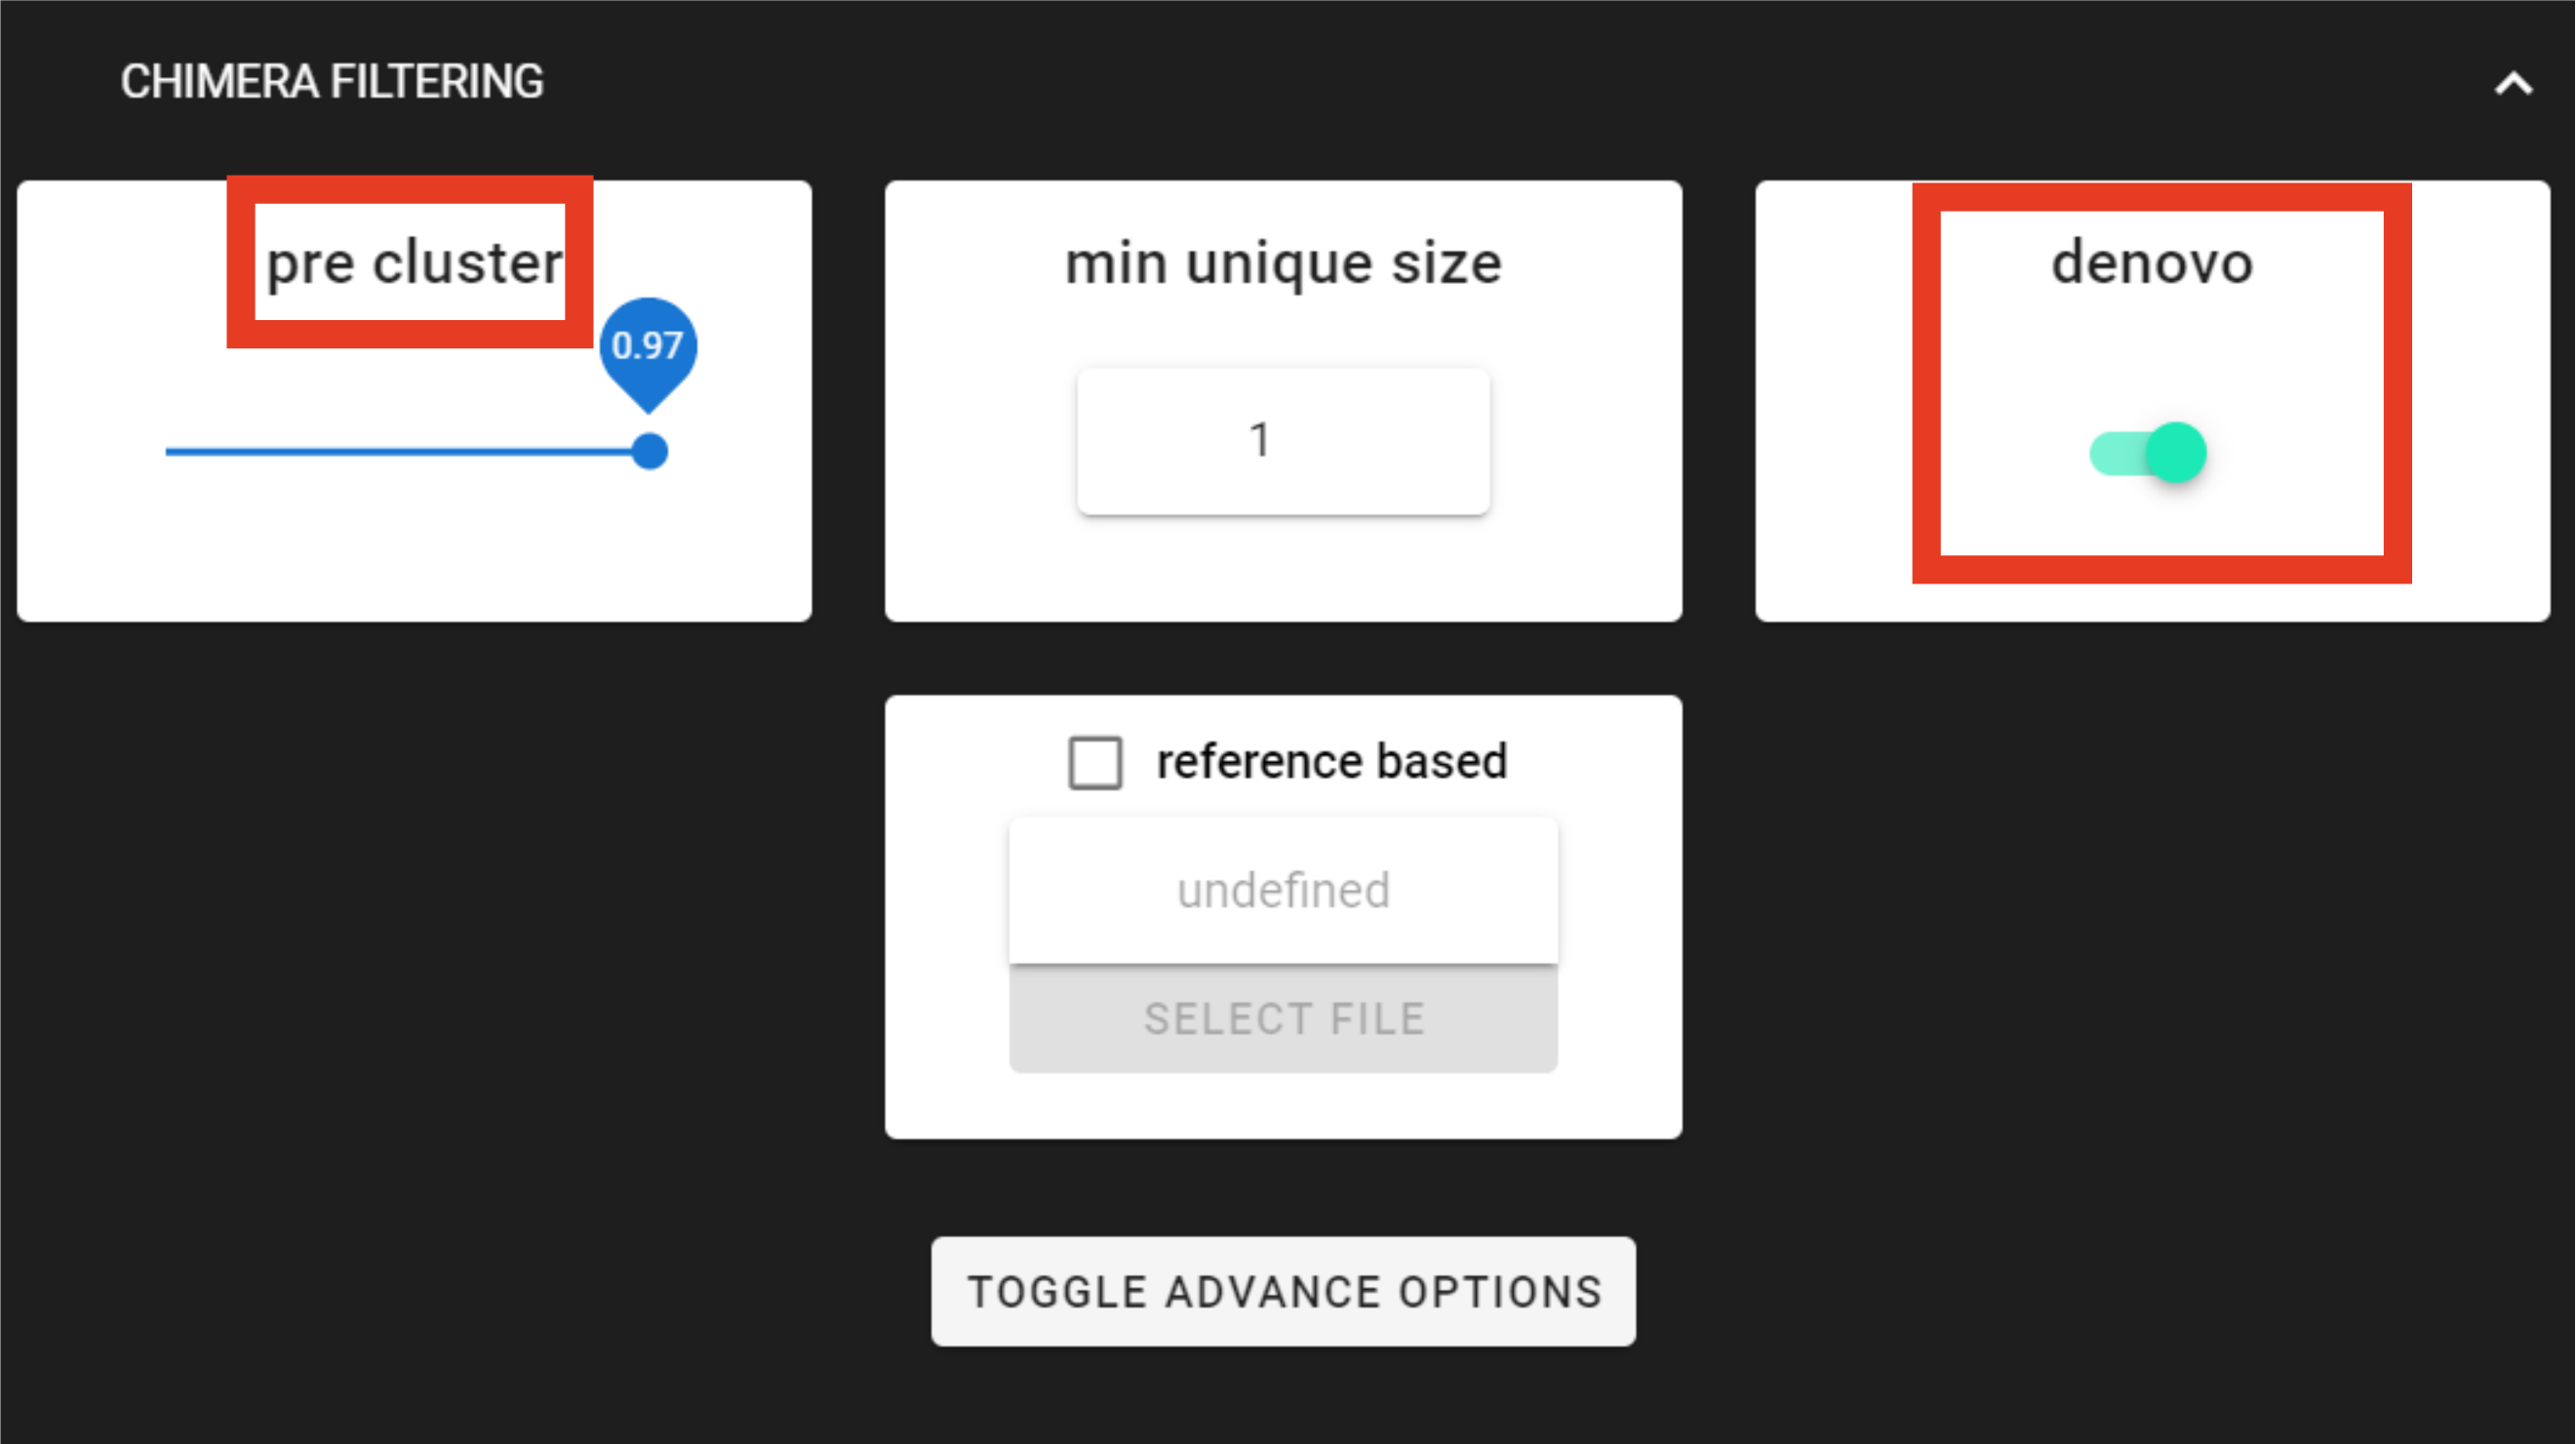 CHIMERA FILTERING
pre cluster
0.97
min unique size
1
denovo
reference based
undefined
SELECT FILE
TOGGLE ADVANCE OPTIONS